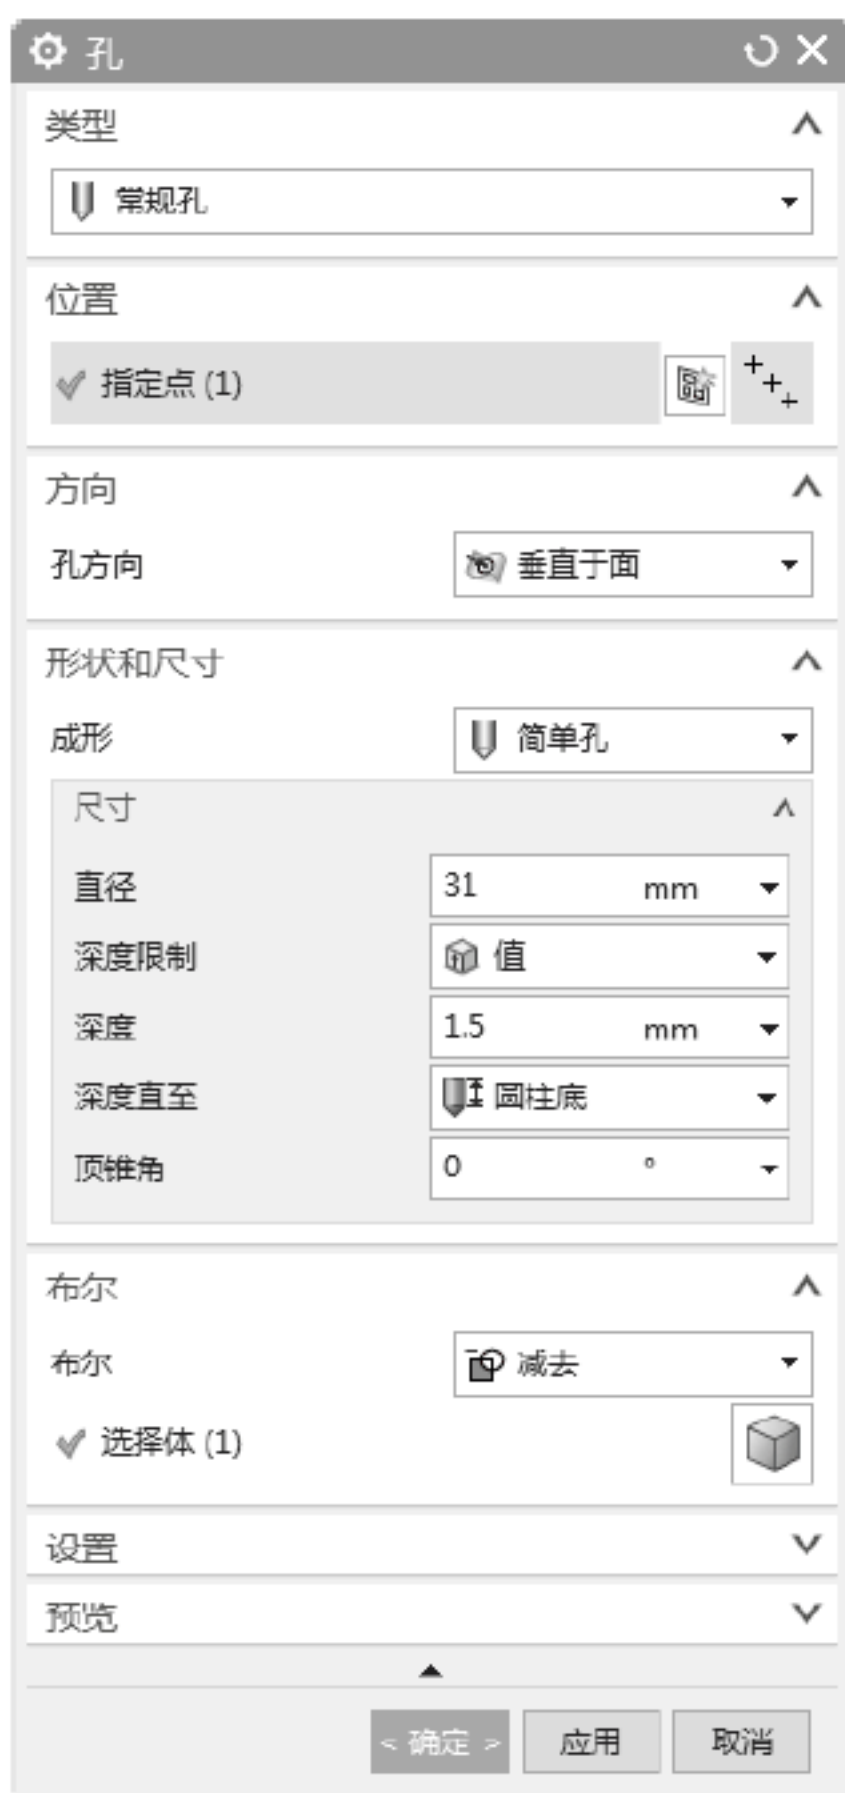 孔
类型
常规孔
位置
指定点 (1)
方向
孔方向 垂直于面
形状和尺寸
成形 简单孔
尺寸
直径 31 mm
深度限制 值
深度 1.5 mm
深度直至 圆柱底
顶锥角 0 °
布尔
布尔 减去
选择体 (1)
设置
预览
< 确定 > 应用 取消